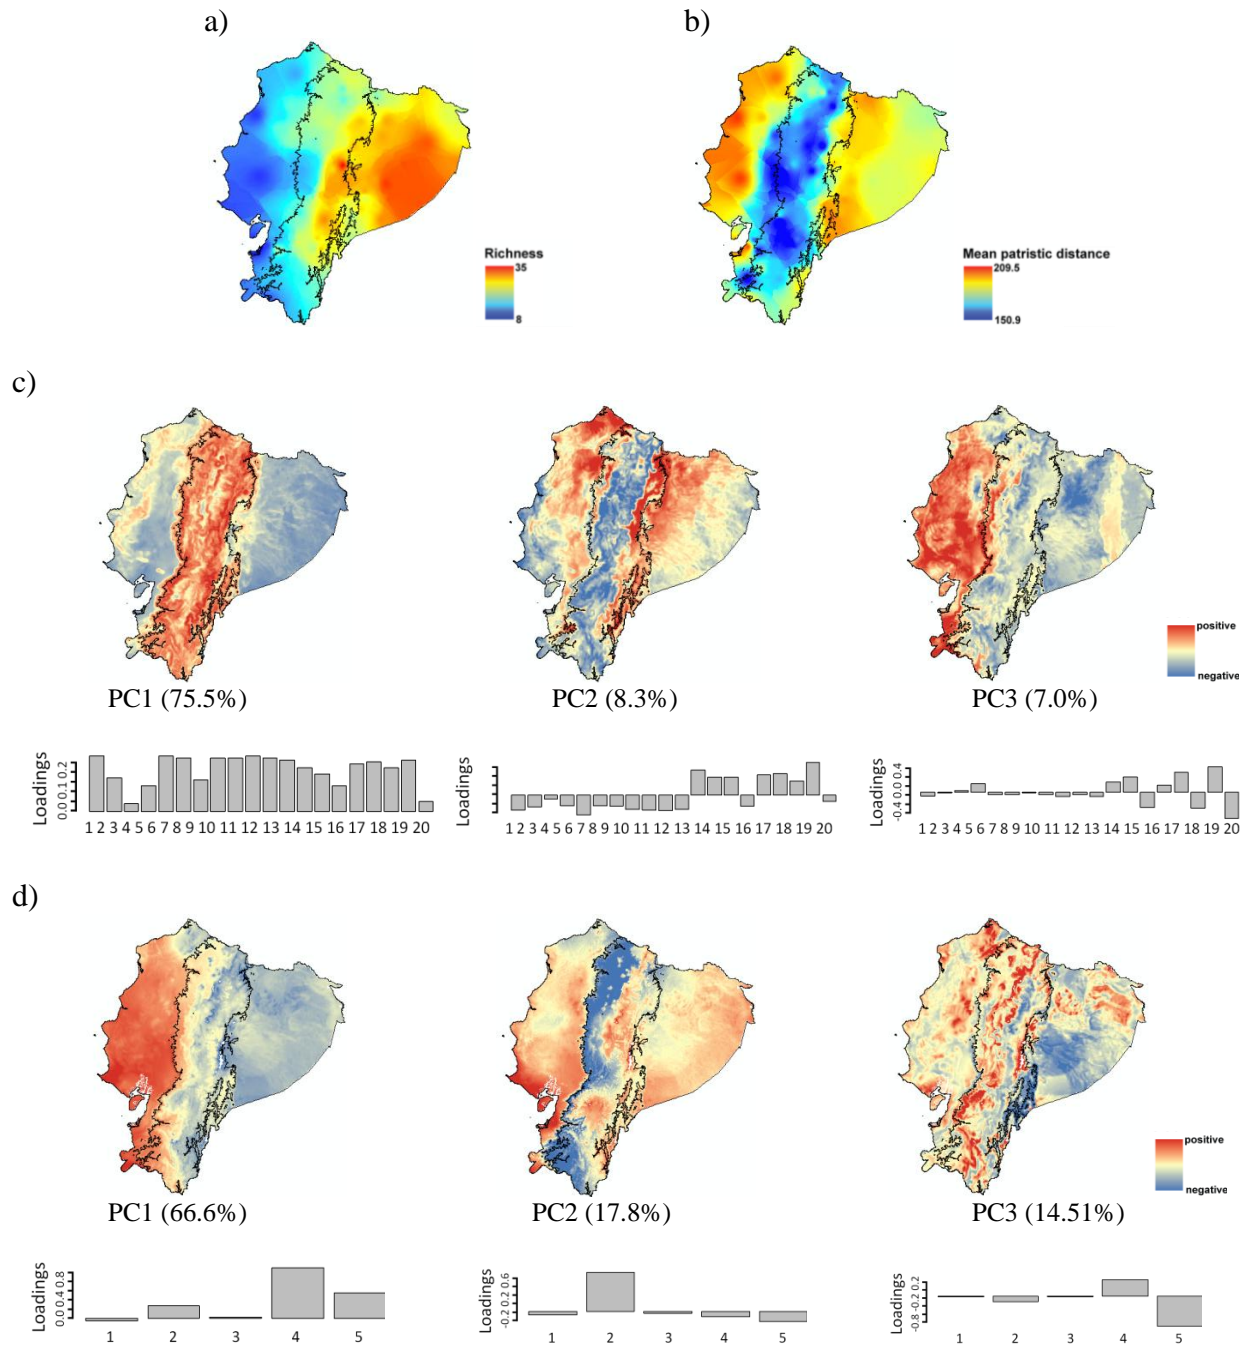 a)
b)
Richness
35
8
Mean patristic distance
209.5
150.9
c)
positive
negative
PC1 (75.5%)
PC2 (8.3%)
PC3 (7.0%)
Loadings
0.0 0.1 0.2
1 2 3 4 5 6 7 8 9 10 11 12 13 14 15 16 17 18 19 20
1 2 3 4 5 6 7 8 9 10 11 12 13 14 15 16 17 18 19 20
Loadings
-0.4 0.0 0.4
1 2 3 4 5 6 7 8 9 10 11 12 13 14 15 16 17 18 19 20
d)
positive
negative
PC1 (66.6%)
PC2 (17.8%)
PC3 (14.51%)
Loadings
0.0 0.4 0.8
1 2 3 4 5
Loadings
-0.2 0.2 0.6
1 2 3 4 5
Loadings
-0.8 -0.2 0.2
1 2 3 4 5